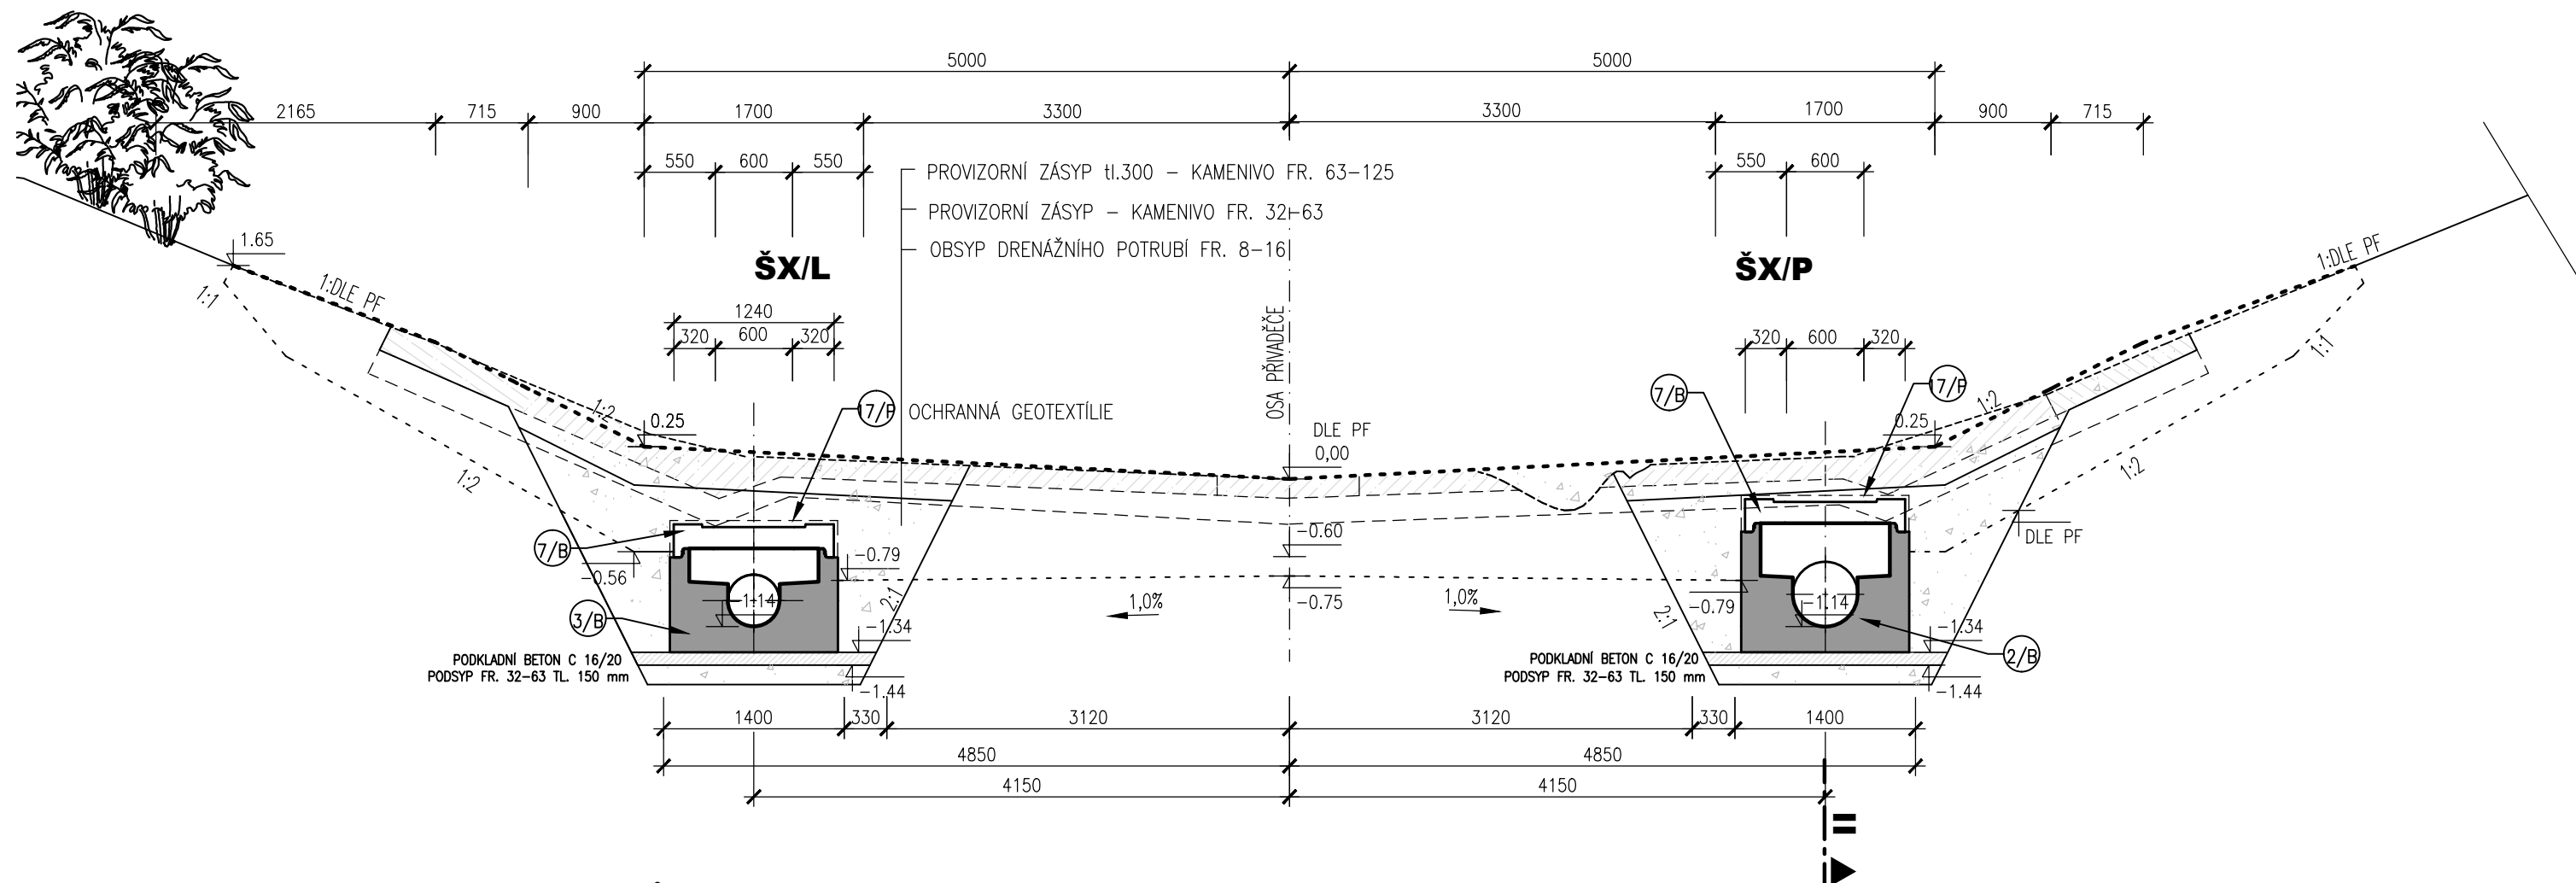 5000 5000
2165 715 900 1700 3300 3300 1700 900 715
550 600 550 550 600
PROVIZORNÍ ZÁSYP tl.300 – KAMENIVO FR. 63–125
PROVIZORNÍ ZÁSYP – KAMENIVO FR. 32–63
OBSYP DRENÁŽNÍHO POTRUBÍ FR. 8–16
1.65
1:DLE PF
1:DLE PF
ŠX/L ŠX/P
1:1
1:1
1240
320 600 320 320 600 320
OSA PŘIVADĚČE
7/B
17/P
17/P OCHRANNÁ GEOTEXTÍLIE
1:2
1:2
0.25
0.25
DLE PF
0,00
1:2
1:2
-0.60
DLE PF
7/B
-0.56
-0.79
-0.75
-0.79
-1.14
-1.14
1,0%
1,0%
2:1
2:1
3/B
-1.34
-1.34
2/B
PODKLADNÍ BETON C 16/20
PODSYP FR. 32–63 TL. 150 mm
PODKLADNÍ BETON C 16/20
PODSYP FR. 32–63 TL. 150 mm
-1.44
-1.44
1400 330 3120 3120 330 1400
4850 4850
4150 4150
=